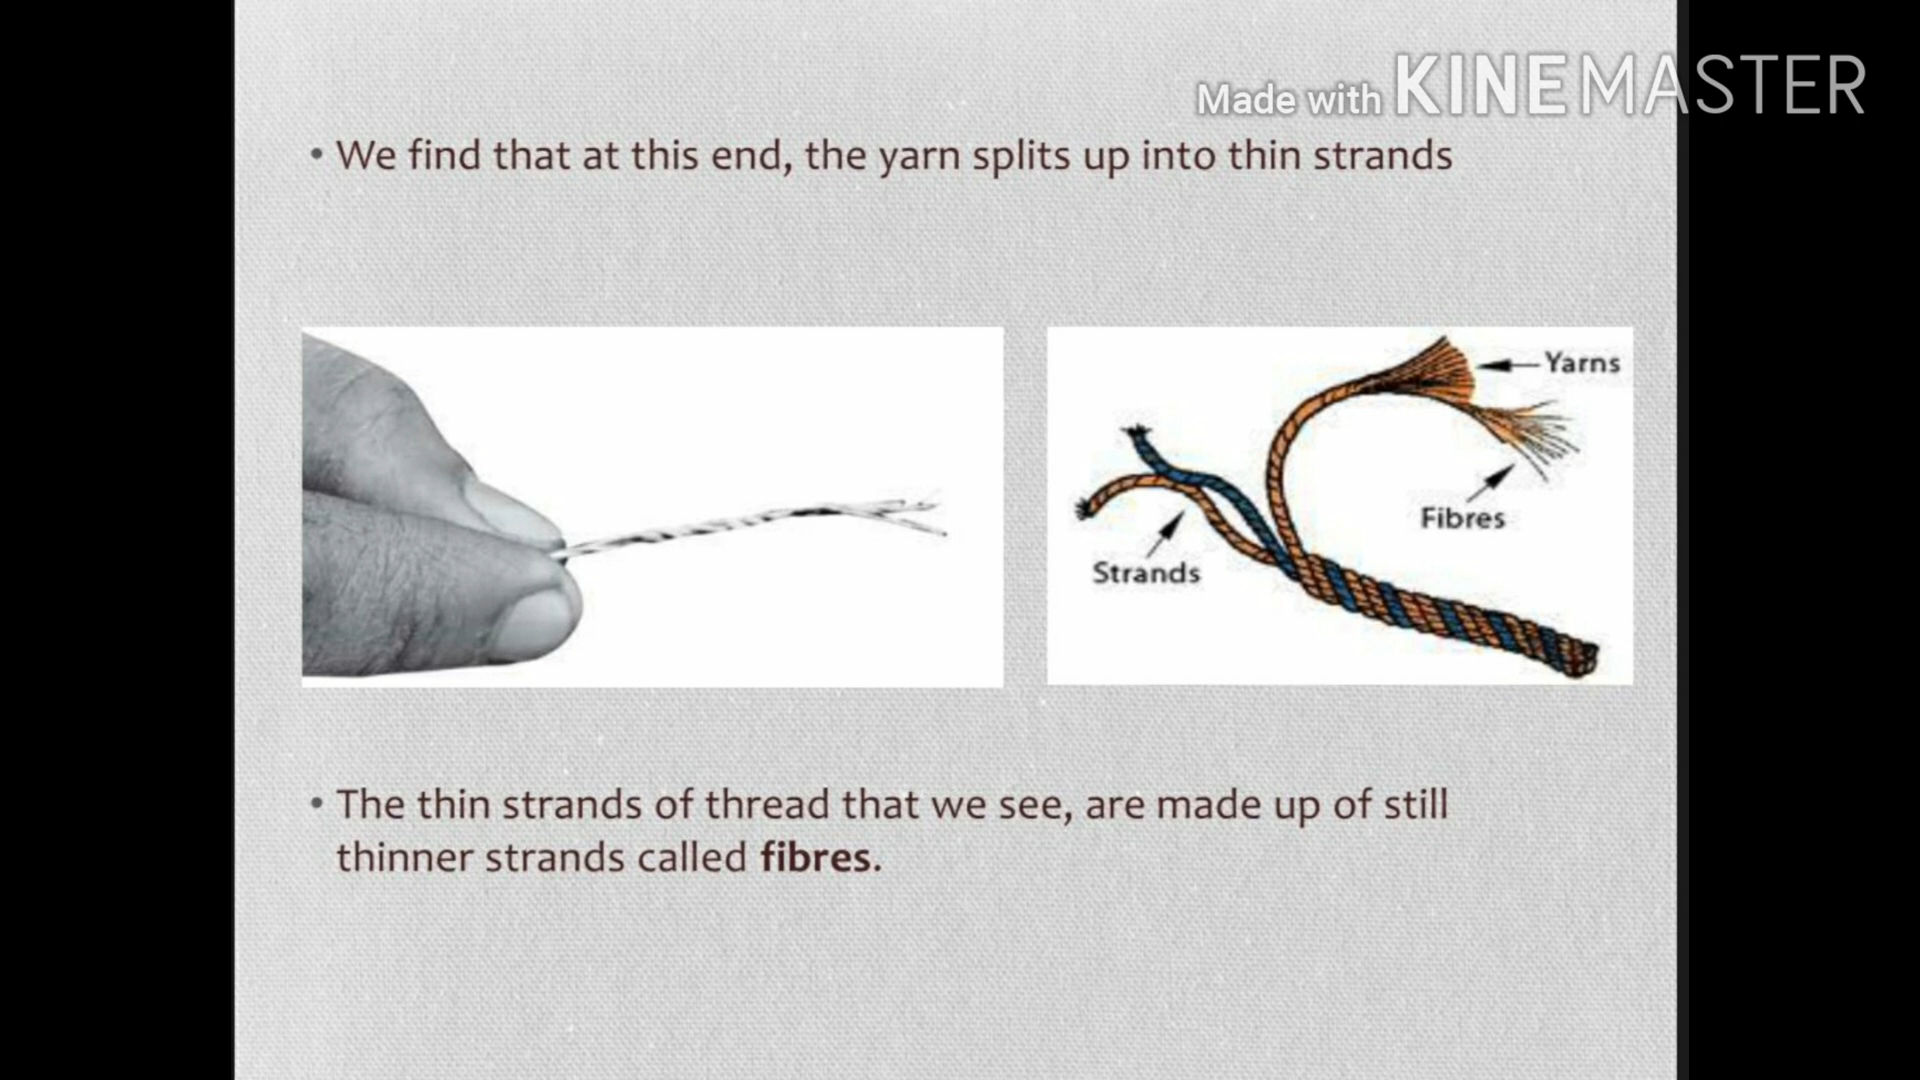 Made with KINEMASTER
• We find that at this end, the yarn splits up into thin strands
Yarns
Fibres
Strands
• The thin strands of thread that we see, are made up of still
thinner strands called fibres.